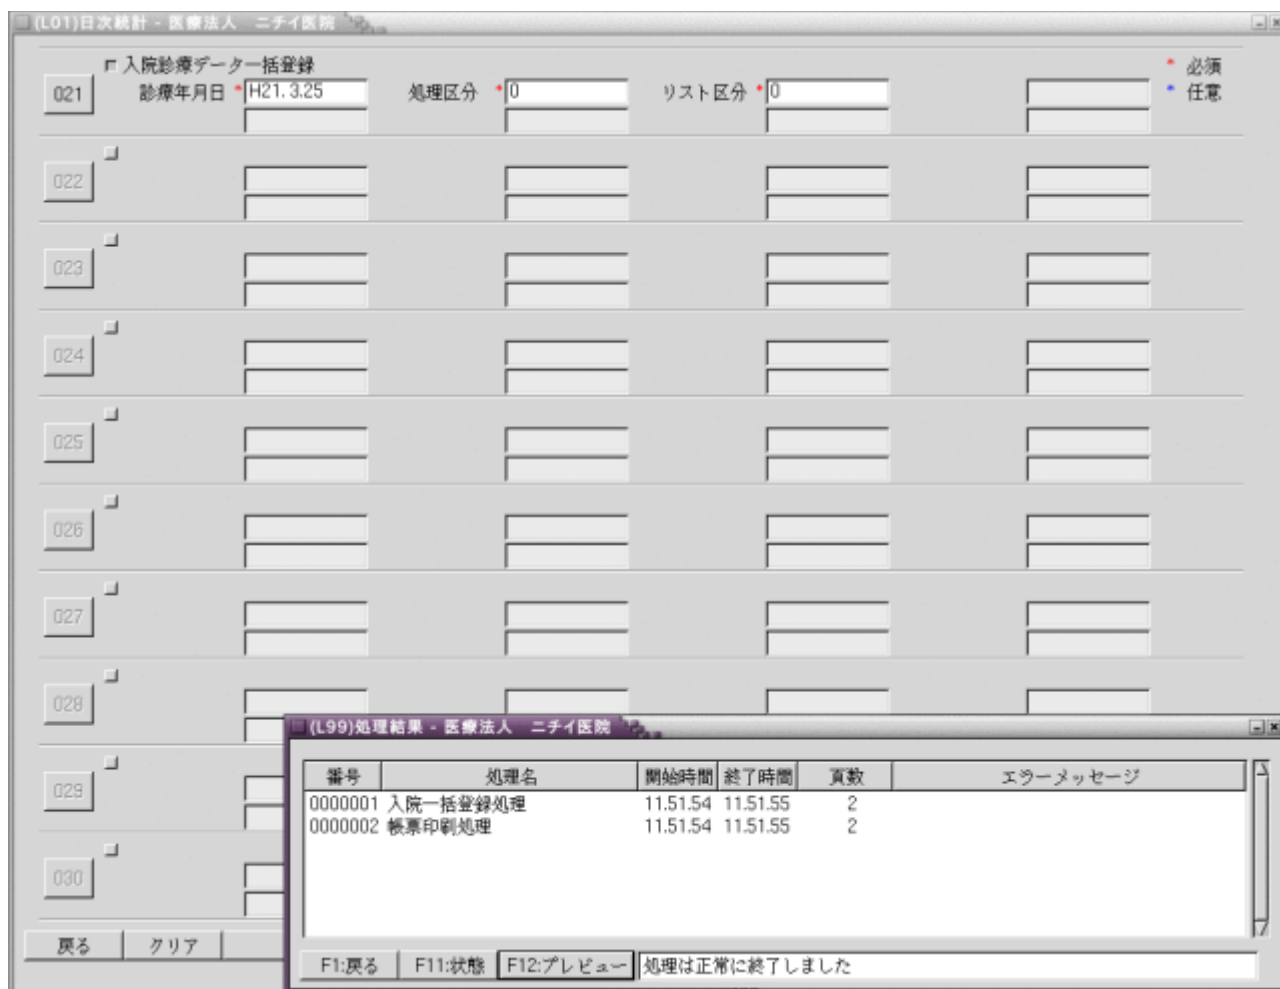 (L01)日次統計 - 医療法人　ニチイ医院
入院診療データ一括登録
* 必須
021 診療年月日 *H21. 3.25 処理区分 *0 リスト区分 *0 * 任意
022
023
024
025
026
027
028
(L99)処理結果 - 医療法人　ニチイ医院
番号 処理名 開始時間 終了時間 頁数 エラーメッセージ
029
0000001 入院一括登録処理 11.51.54 11.51.55 2
0000002 帳票印刷処理 11.51.54 11.51.55 2
030
戻る クリア
F1:戻る F11:状態 F12:プレビュー 処理は正常に終了しました